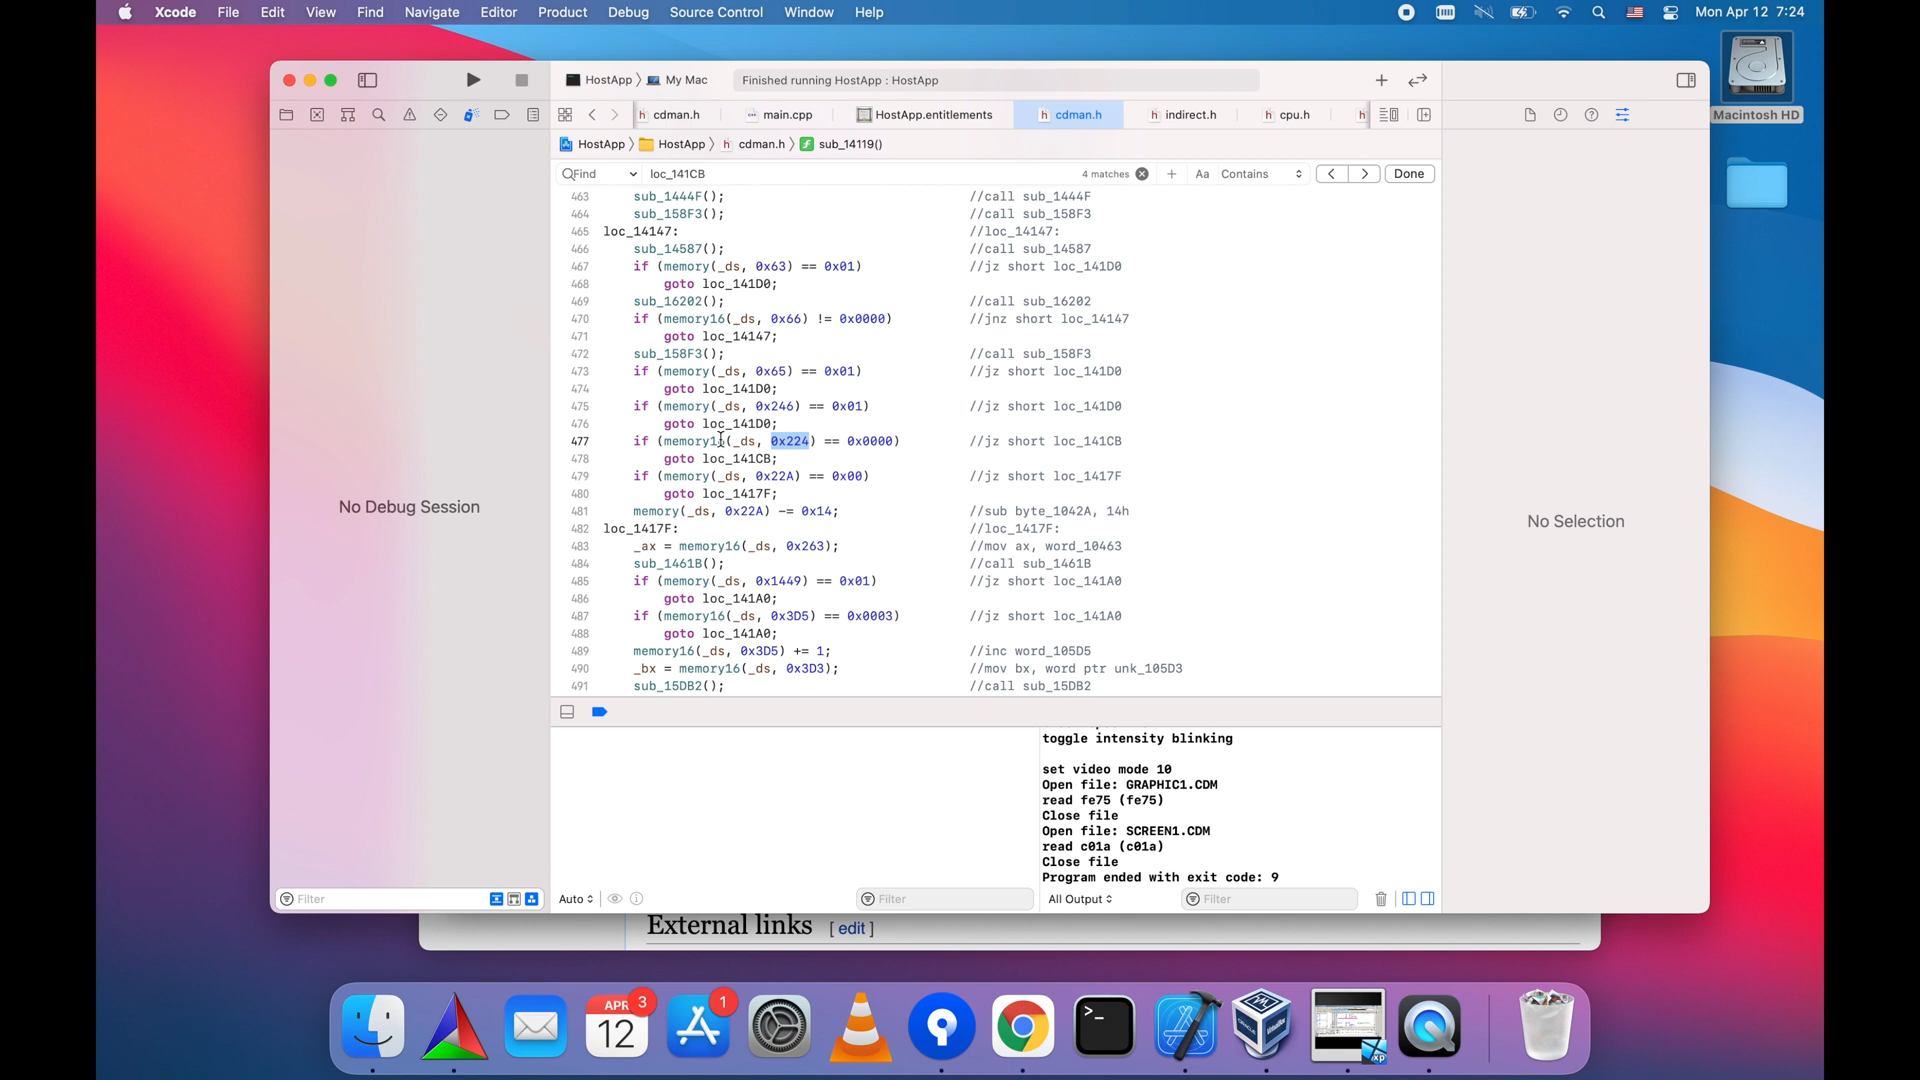 Xcode File Edit View Find Navigate Editor Product Debug Source Control Window Help Mon Apr 12 7:24
Macintosh HD
HostApp 〉 My Mac Finished running HostApp : HostApp
cdman.h main.cpp HostApp.entitlements cdman.h indirect.h cpu.h
HostApp 〉 HostApp 〉 cdman.h 〉 sub_14119()
Find loc_141CB 4 matches Aa Contains Done
463 sub_1444F(); //call sub_1444F
464 sub_158F3(); //call sub_158F3
465 loc_14147: //loc_14147:
466 sub_14587(); //call sub_14587
467 if (memory(_ds, 0x63) == 0x01) //jz short loc_141D0
468 goto loc_141D0;
469 sub_16202(); //call sub_16202
470 if (memory16(_ds, 0x66) != 0x0000) //jnz short loc_14147
471 goto loc_14147;
472 sub_158F3(); //call sub_158F3
473 if (memory(_ds, 0x65) == 0x01) //jz short loc_141D0
474 goto loc_141D0;
475 if (memory(_ds, 0x246) == 0x01) //jz short loc_141D0
476 goto loc_141D0;
477 if (memory16(_ds, 0x224) == 0x0000) //jz short loc_141CB
478 goto loc_141CB;
479 if (memory(_ds, 0x22A) == 0x00) //jz short loc_1417F
480 goto loc_1417F;
481 memory(_ds, 0x22A) -= 0x14; //sub byte_1042A, 14h
482 loc_1417F: //loc_1417F:
483 _ax = memory16(_ds, 0x263); //mov ax, word_10463
484 sub_1461B(); //call sub_1461B
485 if (memory(_ds, 0x1449) == 0x01) //jz short loc_141A0
486 goto loc_141A0;
487 if (memory16(_ds, 0x3D5) == 0x0003) //jz short loc_141A0
488 goto loc_141A0;
489 memory16(_ds, 0x3D5) += 1; //inc word_105D5
490 _bx = memory16(_ds, 0x3D3); //mov bx, word ptr unk_105D3
491 sub_15DB2(); //call sub_15DB2
No Debug Session
No Selection
toggle intensity blinking
set video mode 10
Open file: GRAPHIC1.CDM
read fe75 (fe75)
Close file
Open file: SCREEN1.CDM
read c01a (c01a)
Close file
Program ended with exit code: 9
Filter Auto Filter All Output Filter
External links [ edit ]
APR 12 3 1
xp